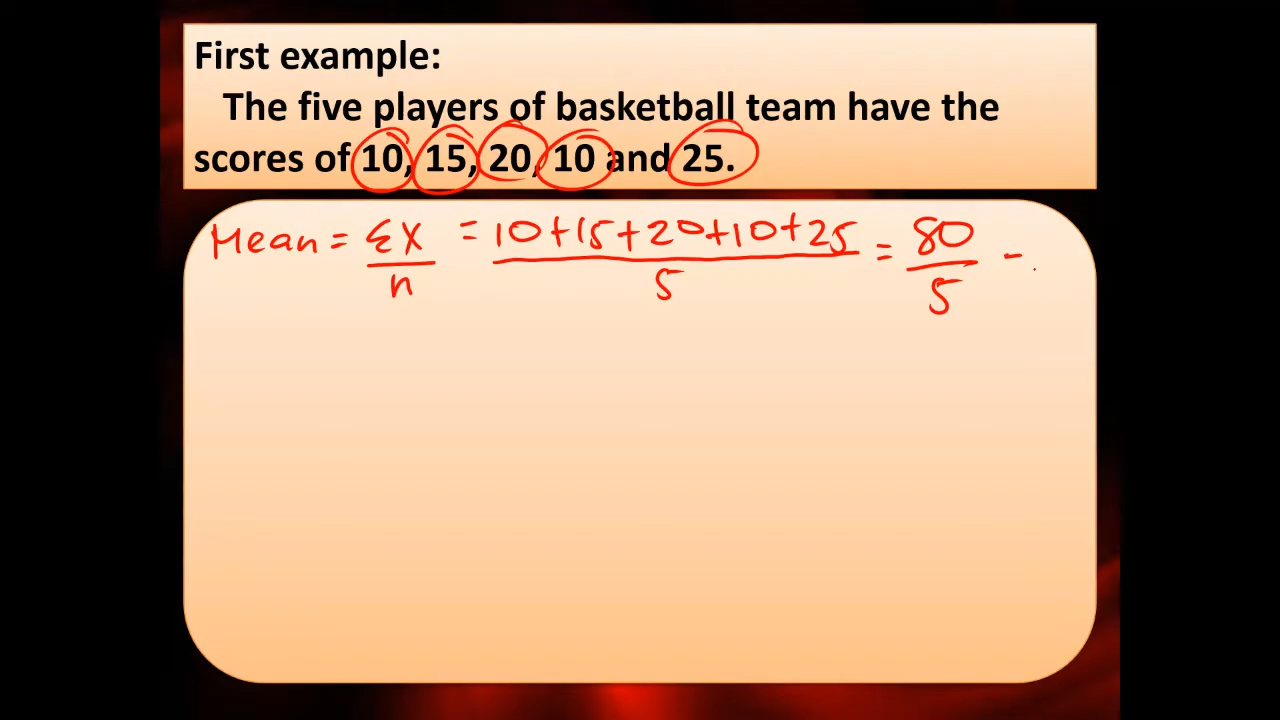 First example:
The five players of basketball team have the
scores of 10, 15, 20, 10 and 25.
Mean = ΣX/n = 10+15+20+10+25/5 = 80/5 -